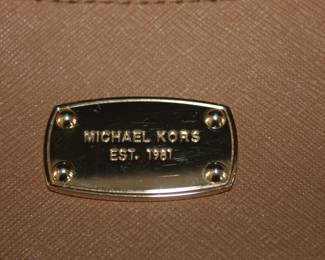 MICHAEL KORS
EST. 1981